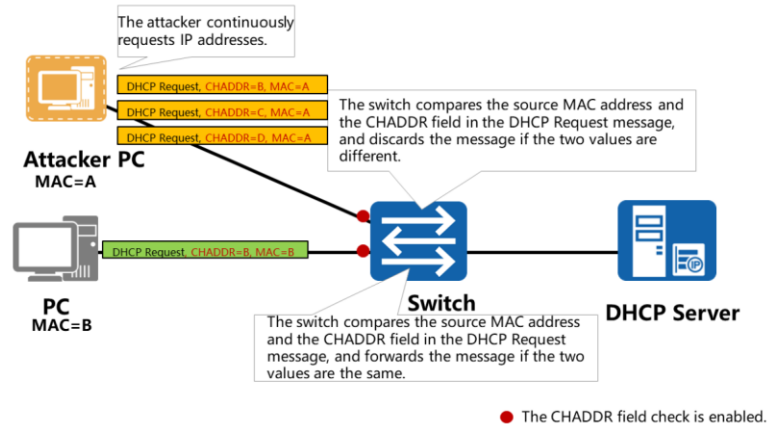 The attacker continuously
requests IP addresses.
DHCP Request, CHADDR=B, MAC=A
DHCP Request, CHADDR=C, MAC=A
DHCP Request, CHADDR=D, MAC=A
The switch compares the source MAC address and
the CHADDR field in the DHCP Request message,
and discards the message if the two values are
different.
Attacker PC
MAC=A
DHCP Request, CHADDR=B, MAC=B
IP
PC
MAC=B
Switch
DHCP Server
The switch compares the source MAC address
and the CHADDR field in the DHCP Request
message, and forwards the message if the two
values are the same.
The CHADDR field check is enabled.